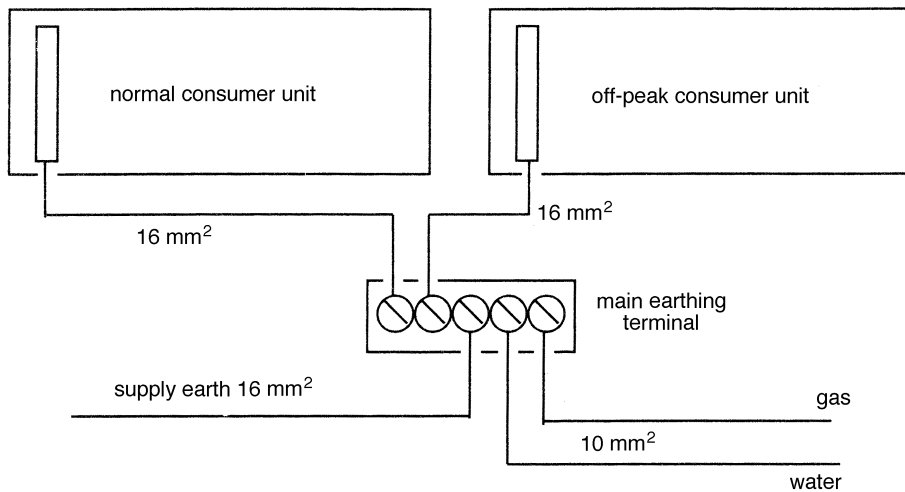 normal consumer unit
off-peak consumer unit
16 mm²
16 mm²
main earthing
terminal
supply earth 16 mm²
gas
10 mm²
water